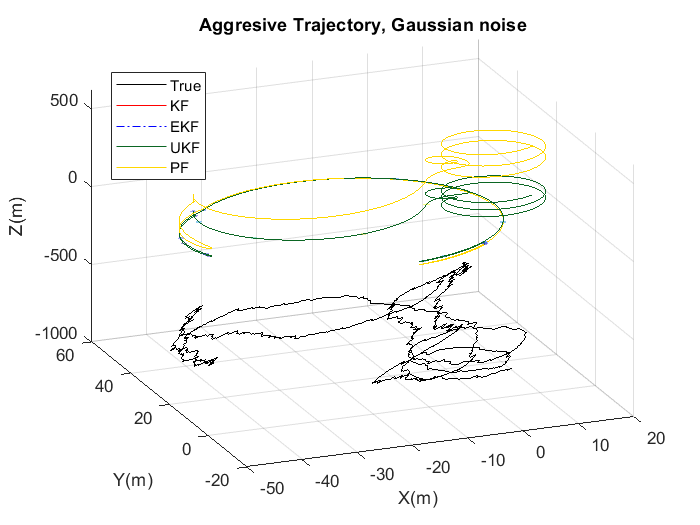 Aggresive Trajectory, Gaussian noise
True
KF
EKF
UKF
PF
Z(m)
500
0
-500
-1000
Y(m)
60
40
20
0
-20
X(m)
-50
-40
-30
-20
-10
0
10
20